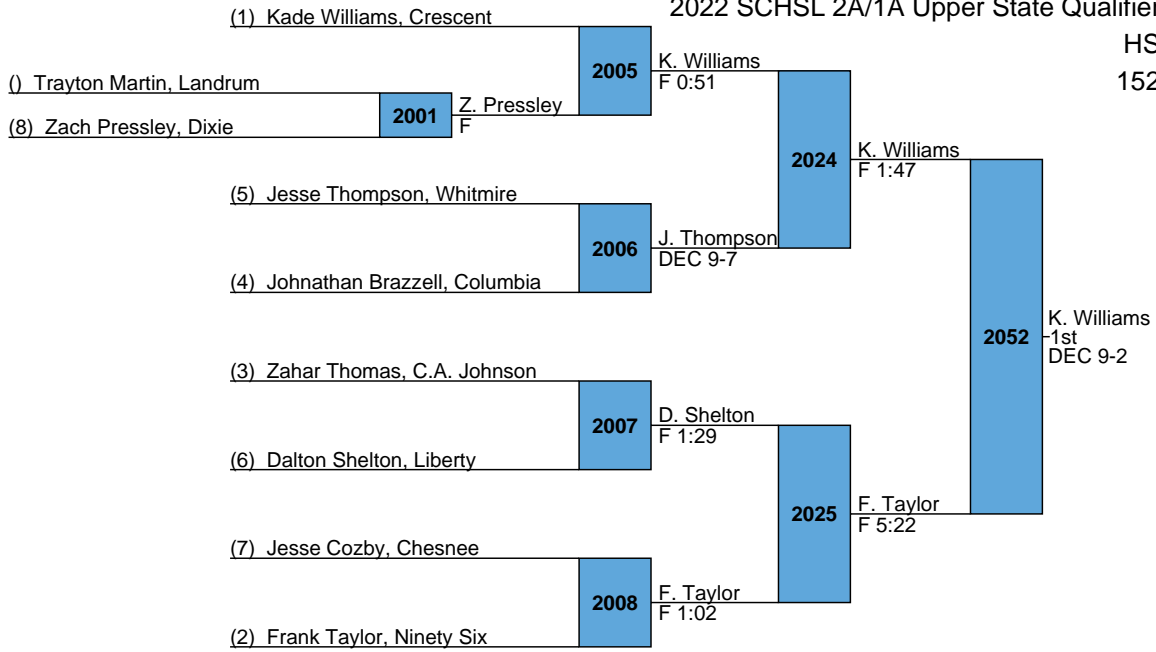 2022 SCHSL 2A/1A Upper State Qualifier
HS
152
(1) Kade Williams, Crescent
2005
K. Williams
F 0:51
() Trayton Martin, Landrum
2001
Z. Pressley
F
(8) Zach Pressley, Dixie
2024
K. Williams
F 1:47
(5) Jesse Thompson, Whitmire
2006
J. Thompson
DEC 9-7
(4) Johnathan Brazzell, Columbia
2052
K. Williams
1st
DEC 9-2
(3) Zahar Thomas, C.A. Johnson
2007
D. Shelton
F 1:29
(6) Dalton Shelton, Liberty
2025
F. Taylor
F 5:22
(7) Jesse Cozby, Chesnee
2008
F. Taylor
F 1:02
(2) Frank Taylor, Ninety Six